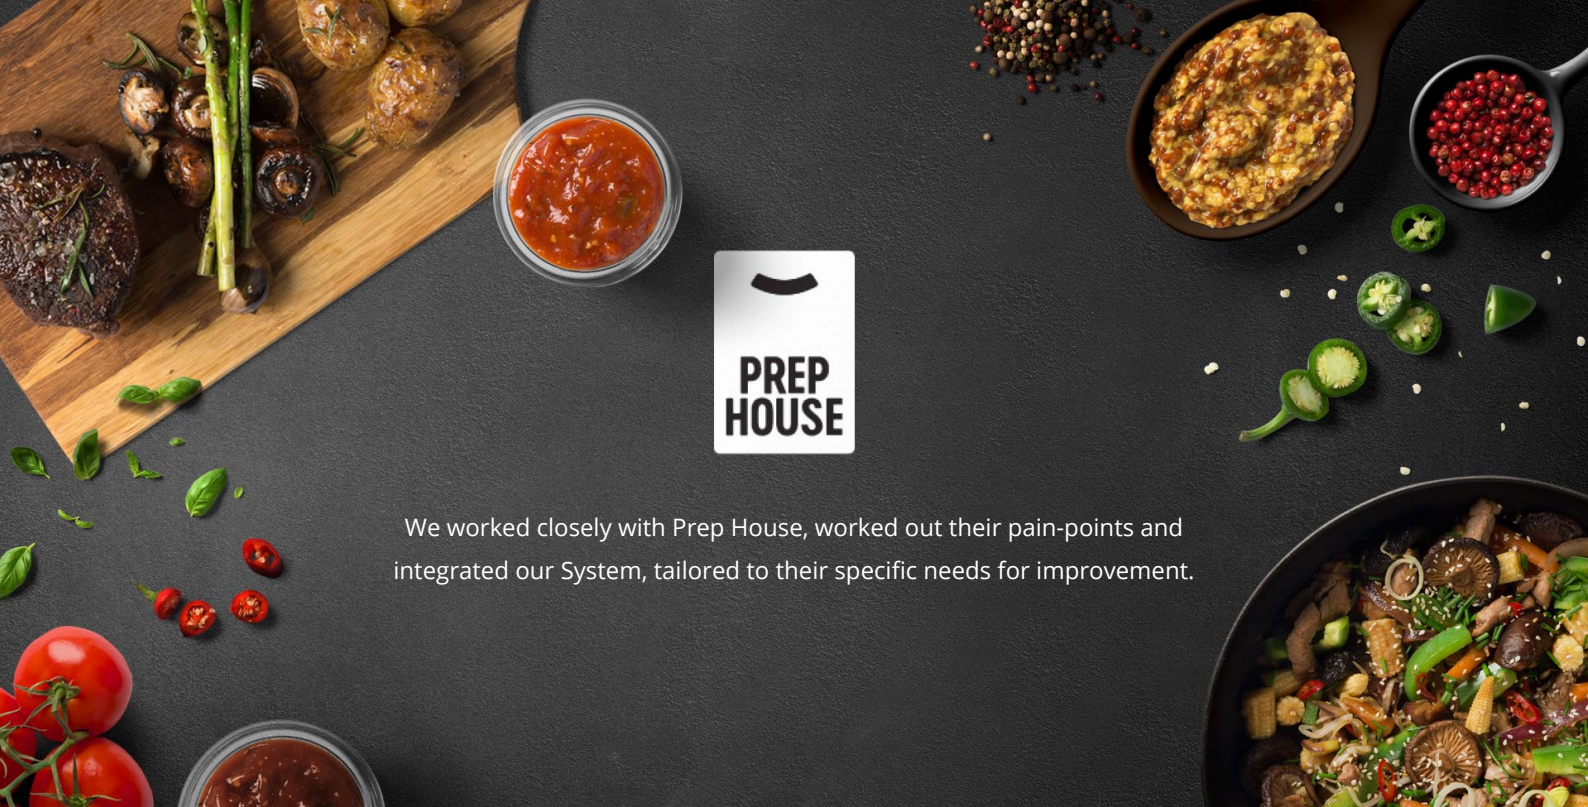 PREP
HOUSE
We worked closely with Prep House, worked out their pain-points and
integrated our System, tailored to their specific needs for improvement.